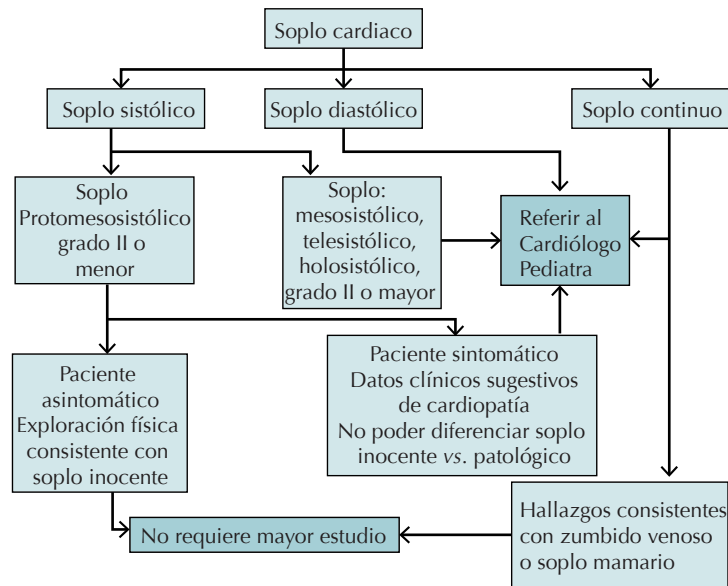 Soplo cardiaco
Soplo sistólico
Soplo diastólico
Soplo continuo
Soplo
Protomesosistólico
grado II o
menor
Soplo:
mesosistólico,
telesistólico,
holosistólico,
grado II o mayor
Referir al
Cardiólogo
Pediatra
Paciente
asintomático
Exploración física
consistente con
soplo inocente
Paciente sintomático
Datos clínicos sugestivos
de cardiopatía
No poder diferenciar soplo
inocente vs. patológico
No requiere mayor estudio
Hallazgos consistentes
con zumbido venoso
o soplo mamario